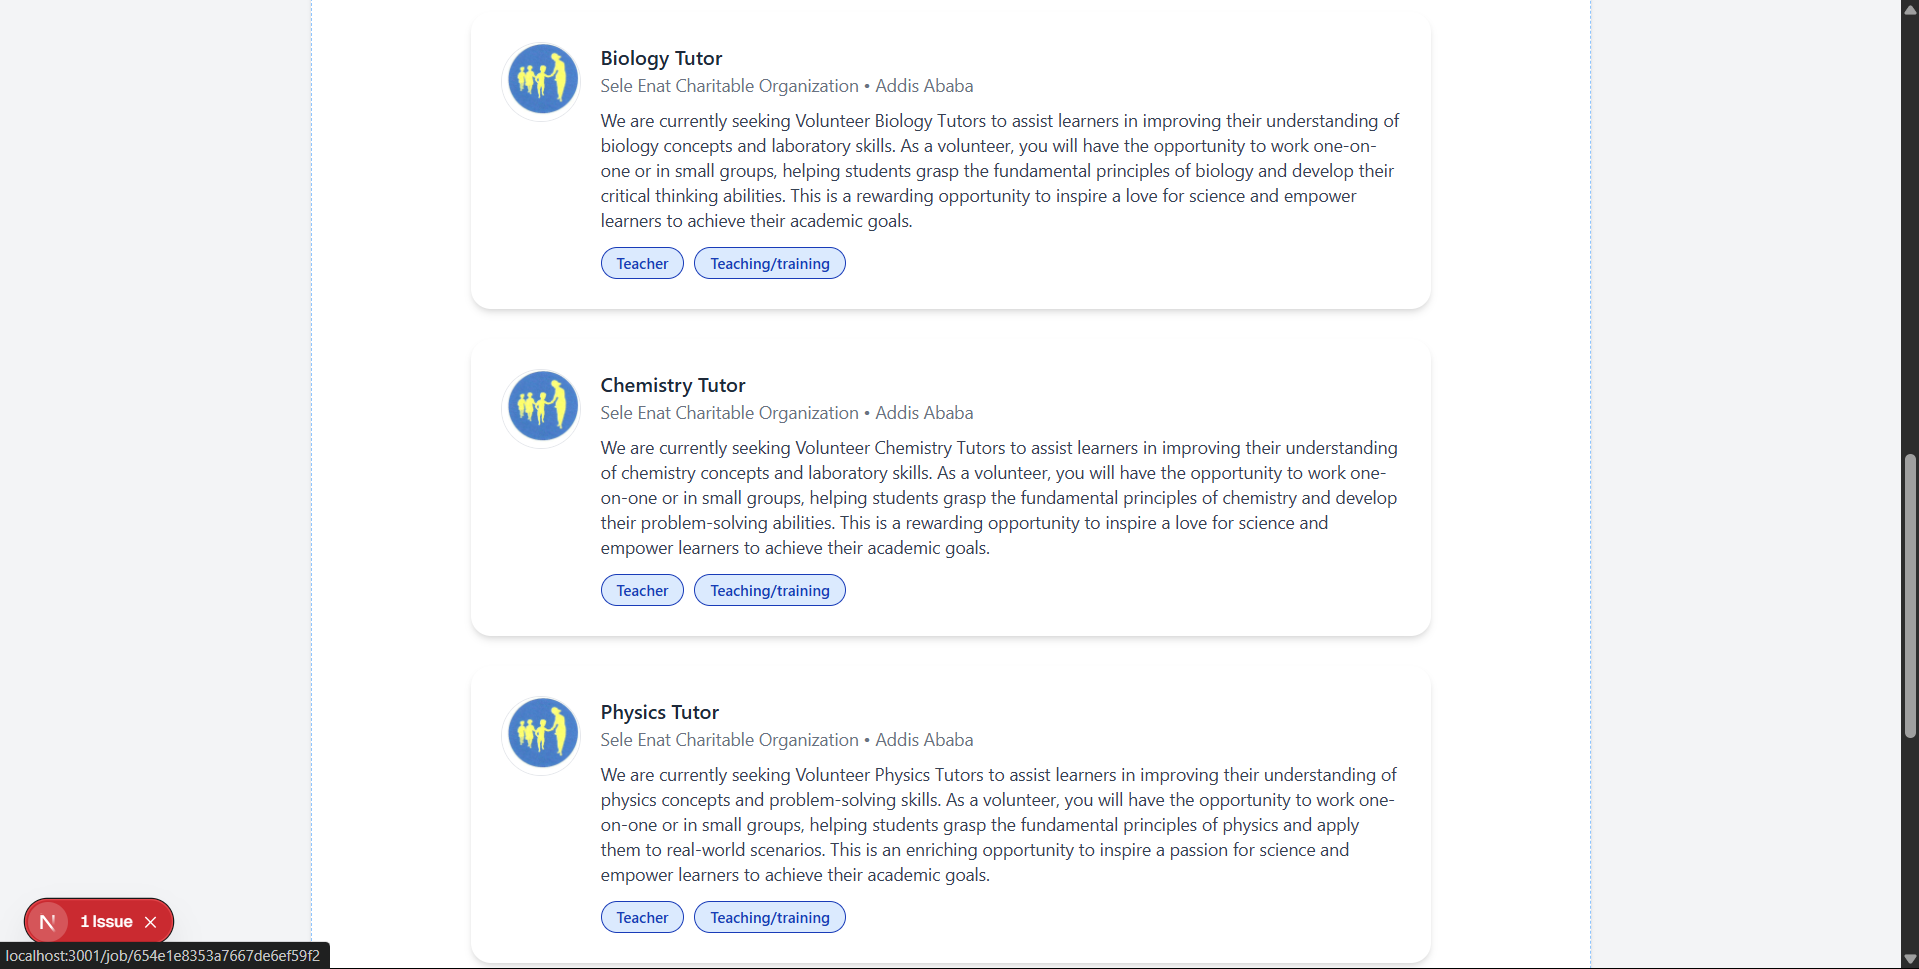 Biology Tutor
Sele Enat Charitable Organization • Addis Ababa
We are currently seeking Volunteer Biology Tutors to assist learners in improving their understanding of
biology concepts and laboratory skills. As a volunteer, you will have the opportunity to work one-on-
one or in small groups, helping students grasp the fundamental principles of biology and develop their
critical thinking abilities. This is a rewarding opportunity to inspire a love for science and empower
learners to achieve their academic goals.
Teacher Teaching/training
Chemistry Tutor
Sele Enat Charitable Organization • Addis Ababa
We are currently seeking Volunteer Chemistry Tutors to assist learners in improving their understanding
of chemistry concepts and laboratory skills. As a volunteer, you will have the opportunity to work one-
on-one or in small groups, helping students grasp the fundamental principles of chemistry and develop
their problem-solving abilities. This is a rewarding opportunity to inspire a love for science and
empower learners to achieve their academic goals.
Teacher Teaching/training
Physics Tutor
Sele Enat Charitable Organization • Addis Ababa
We are currently seeking Volunteer Physics Tutors to assist learners in improving their understanding of
physics concepts and problem-solving skills. As a volunteer, you will have the opportunity to work one-
on-one or in small groups, helping students grasp the fundamental principles of physics and apply
them to real-world scenarios. This is an enriching opportunity to inspire a passion for science and
empower learners to achieve their academic goals.
Teacher Teaching/training
N 1 Issue
localhost:3001/job/654e1e8353a7667de6ef59f2